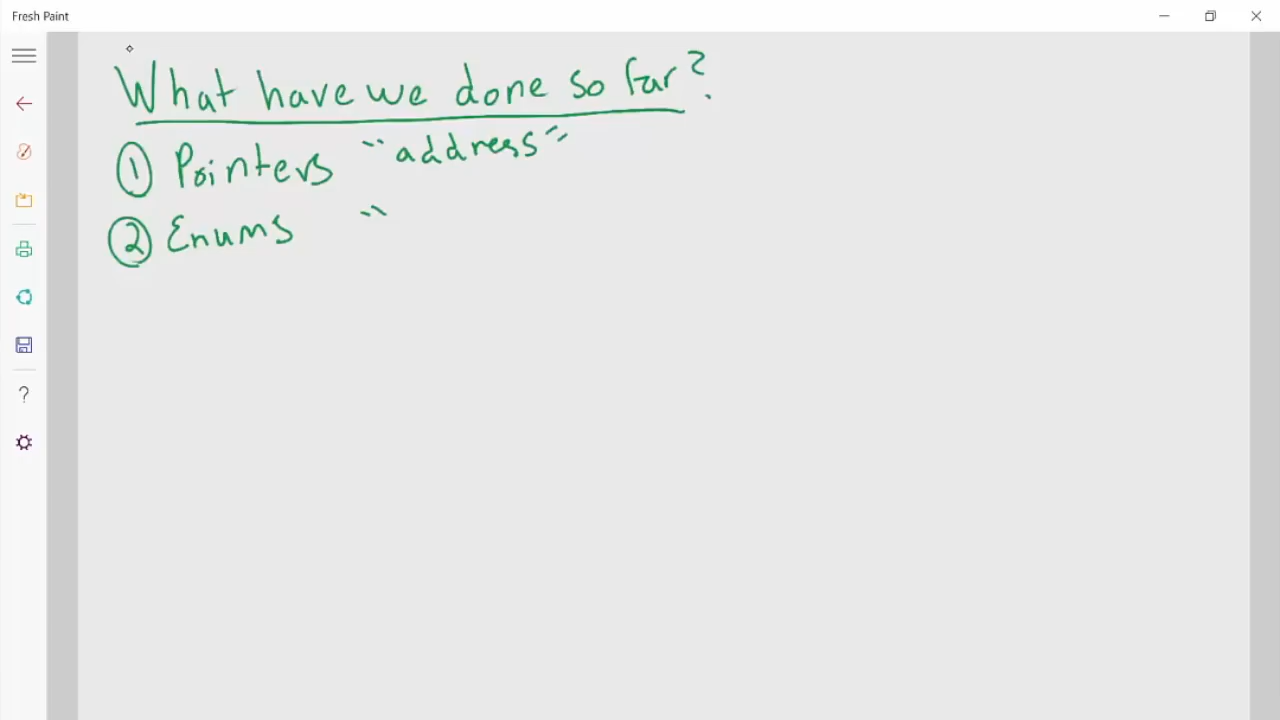 Fresh Paint
What have we done so far?
① Pointers "address"
② Enums "
?